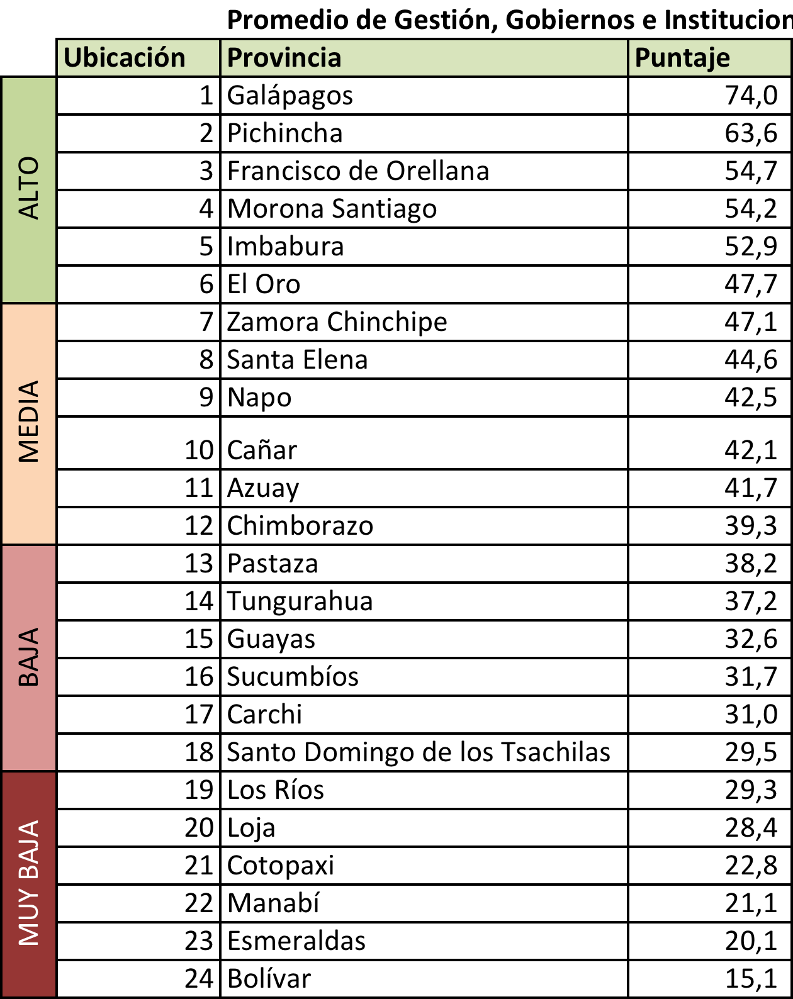 Promedio de Gestión, Gobiernos e Institucion
Ubicación Provincia Puntaje
ALTO
1 Galápagos 74,0
2 Pichincha 63,6
3 Francisco de Orellana 54,7
4 Morona Santiago 54,2
5 Imbabura 52,9
6 El Oro 47,7
MEDIA
7 Zamora Chinchipe 47,1
8 Santa Elena 44,6
9 Napo 42,5
10 Cañar 42,1
11 Azuay 41,7
12 Chimborazo 39,3
BAJA
13 Pastaza 38,2
14 Tungurahua 37,2
15 Guayas 32,6
16 Sucumbíos 31,7
17 Carchi 31,0
18 Santo Domingo de los Tsachilas 29,5
MUY BAJA
19 Los Ríos 29,3
20 Loja 28,4
21 Cotopaxi 22,8
22 Manabí 21,1
23 Esmeraldas 20,1
24 Bolívar 15,1